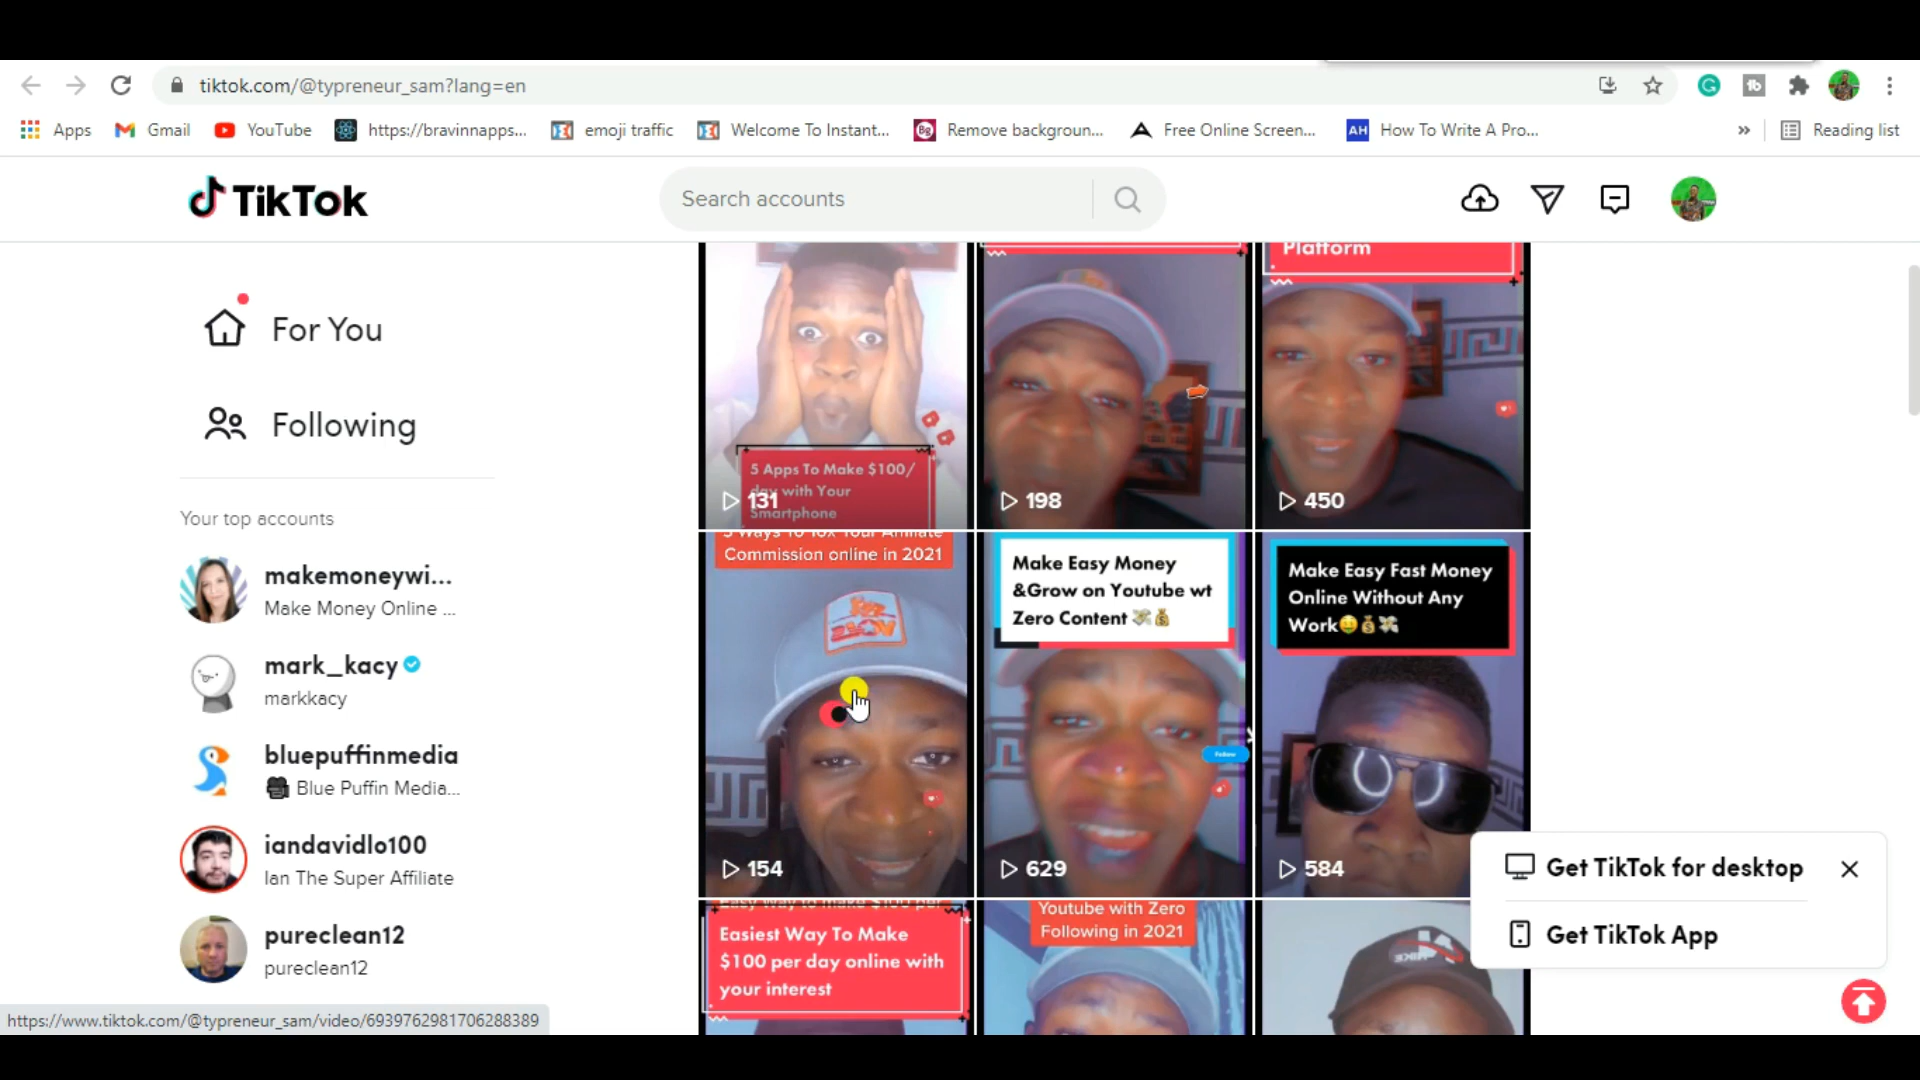 tiktok.com/@typreneur_sam?lang=en
Apps
Gmail
YouTube
https://bravinnapps...
emoji traffic
Welcome To Instant...
Remove backgroun...
Free Online Screen...
AH
How To Write A Pro...
»
Reading list
TikTok
Search accounts
For You
Following
Your top accounts
makemoneywi...
Make Money Online ...
mark_kacy
markkacy
bluepuffinmedia
Blue Puffin Media...
iandavidlo100
Ian The Super Affiliate
pureclean12
pureclean12
5 Apps To Make $100/
day with Your
Smartphone
131
198
Platform
450
Commission online in 2021
154
Make Easy Money
&Grow on Youtube wt
Zero Content 💸💰
629
Make Easy Fast Money
Online Without Any
Work🤑💰💸
584
Easiest Way To Make
$100 per day online with
your interest
Youtube with Zero
Following in 2021
Get TikTok for desktop
Get TikTok App
https://www.tiktok.com/@typreneur_sam/video/6939762981706288389